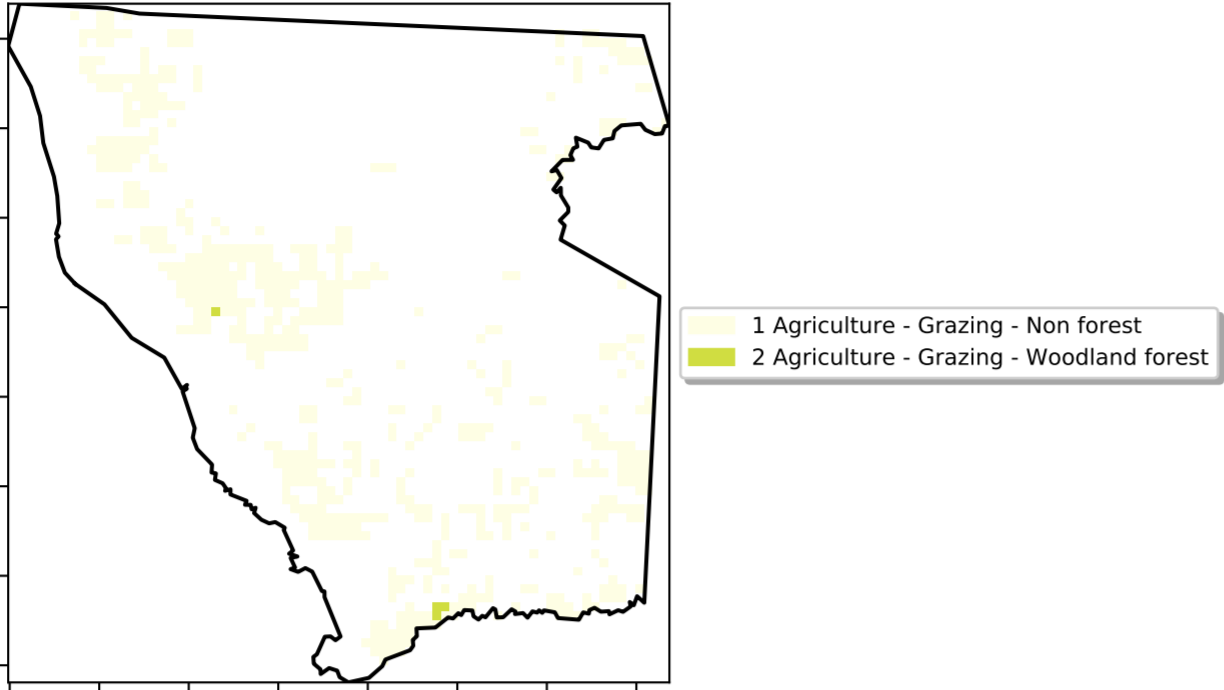 1 Agriculture - Grazing - Non forest
2 Agriculture - Grazing - Woodland forest